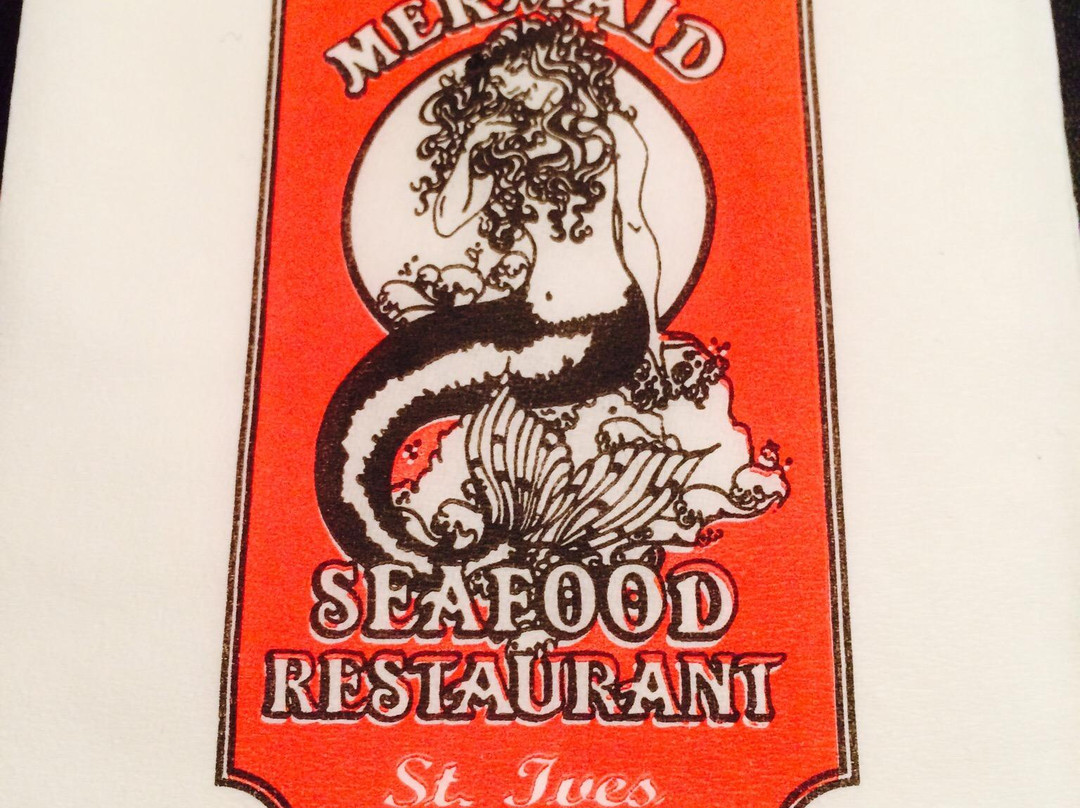 MERMAID
SEAFOOD
RESTAURANT
St. Ives